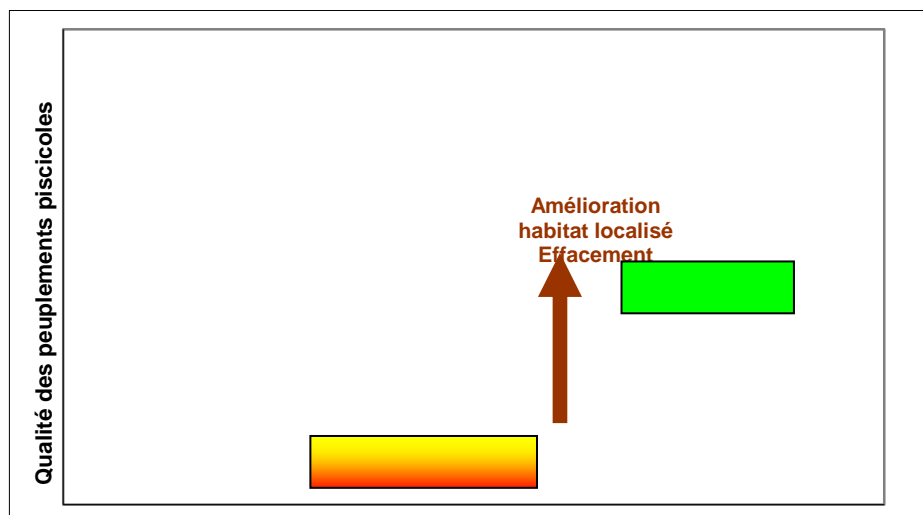 Qualité des peuplements piscicoles
Amélioration
habitat localisé
Effacement